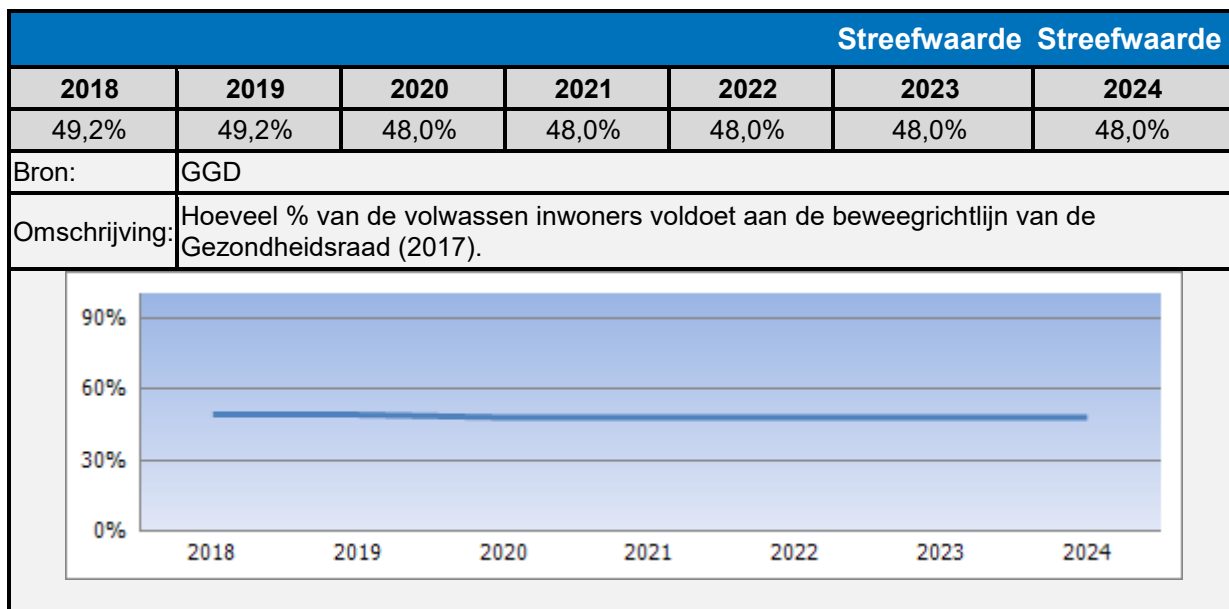 Streefwaarde Streefwaarde
2018 2019 2020 2021 2022 2023 2024
49,2% 49,2% 48,0% 48,0% 48,0% 48,0% 48,0%
Bron: GGD
Omschrijving: Hoeveel % van de volwassen inwoners voldoet aan de beweegrichtlijn van de
Gezondheidsraad (2017).
90%
60%
30%
0%
2018 2019 2020 2021 2022 2023 2024